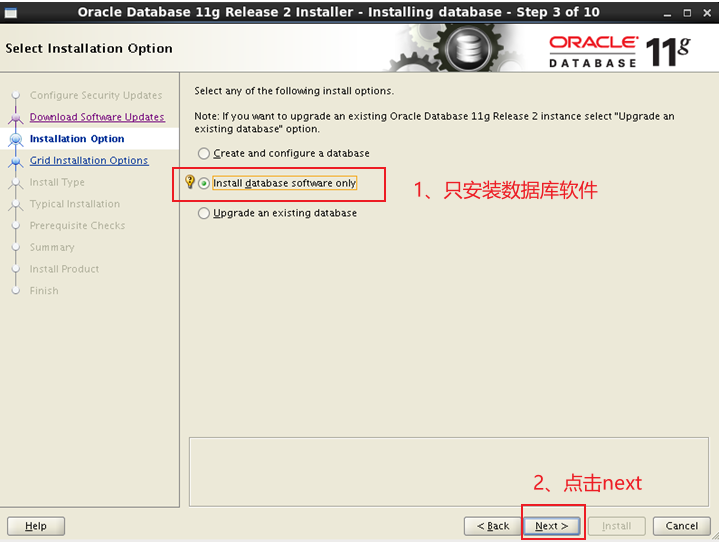 Oracle Database 11g Release 2 Installer - Installing database - Step 3 of 10
Select Installation Option
ORACLE
DATABASE
11g
Configure Security Updates
Download Software Updates
Installation Option
Grid Installation Options
Install Type
Typical Installation
Prerequisite Checks
Summary
Install Product
Finish
Select any of the following install options.
Note: If you want to upgrade an existing Oracle Database 11g Release 2 instance select "Upgrade an
existing database" option.
Create and configure a database
Install database software only
1、只安装数据库软件
Upgrade an existing database
2、点击next
Help
< Back
Next >
Install
Cancel